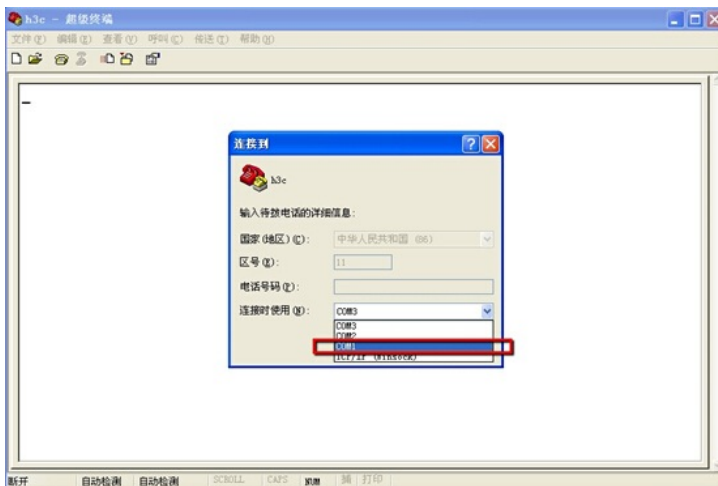 h3c - 超级终端
文件(F) 编辑(E) 查看(V) 呼叫(C) 传送(T) 帮助(H)
连接到
h3c
输入待拨电话的详细信息:
国家(地区)(C): 中华人民共和国 (86)
区号(E): 11
电话号码(P):
连接时使用(N): COM3
COM3
COM2
COM1
TCP/IP (Winsock)
断开 自动检测 自动检测 SCROLL CAPS NUM 捕 打印